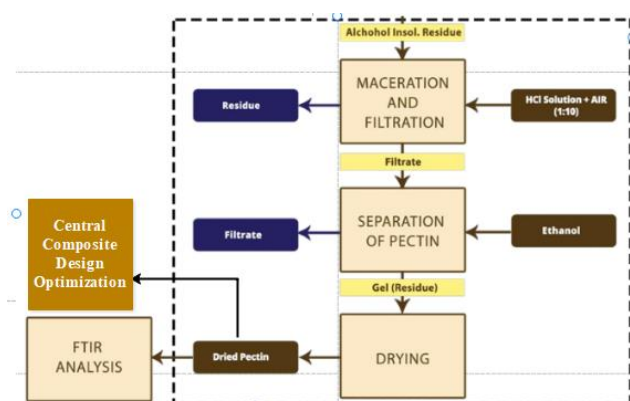 Alchohol Insol. Residue
MACERATION
AND
FILTRATION
Residue
HCl Solution + AIR
(1:10)
Filtrate
SEPARATION
OF PECTIN
Filtrate
Ethanol
Central
Composite
Design
Optimization
Gel (Residue)
DRYING
Dried Pectin
FTIR
ANALYSIS